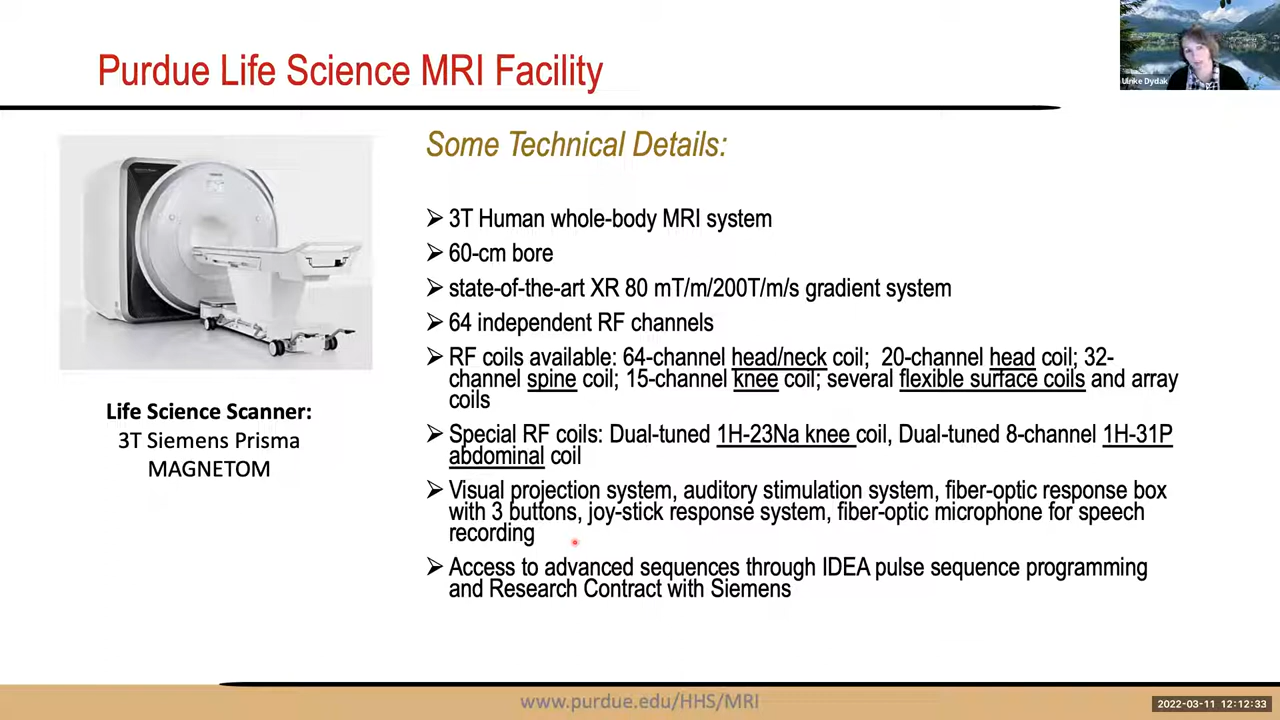 Purdue Life Science MRI Facility
Ulrike Dydak
Some Technical Details:
➢ 3T Human whole-body MRI system
➢ 60-cm bore
➢ state-of-the-art XR 80 mT/m/200T/m/s gradient system
➢ 64 independent RF channels
➢ RF coils available: 64-channel head/neck coil;  20-channel head coil; 32-
channel spine coil; 15-channel knee coil; several flexible surface coils and array
coils
➢ Special RF coils: Dual-tuned 1H-23Na knee coil, Dual-tuned 8-channel 1H-31P
abdominal coil
➢ Visual projection system, auditory stimulation system, fiber-optic response box
with 3 buttons, joy-stick response system, fiber-optic microphone for speech
recording
➢ Access to advanced sequences through IDEA pulse sequence programming
and Research Contract with Siemens
Life Science Scanner:
3T Siemens Prisma
MAGNETOM
www.purdue.edu/HHS/MRI
2022-03-11 12:12:33